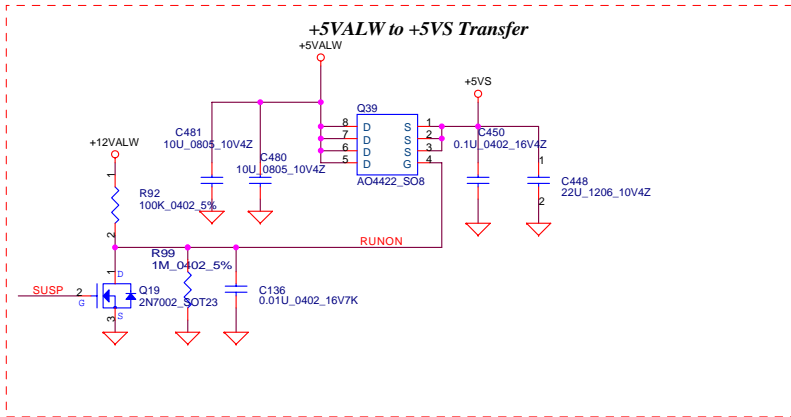 +5VALW to +5VS Transfer
+5VALW
+5VS
Q39
8 D S 1
7 D S 2
6 D S 3
5 D G 4
AO4422_SO8
C481
10U_0805_10V4Z
C480
10U_0805_10V4Z
C450
0.1U_0402_16V4Z
1
C448
22U_1206_10V4Z
2
+12VALW
1
R92
100K_0402_5%
2
RUNON
R99
1M_0402_5%
1
D
SUSP
2
G
Q19
2N7002_SOT23
3
S
C136
0.01U_0402_16V7K